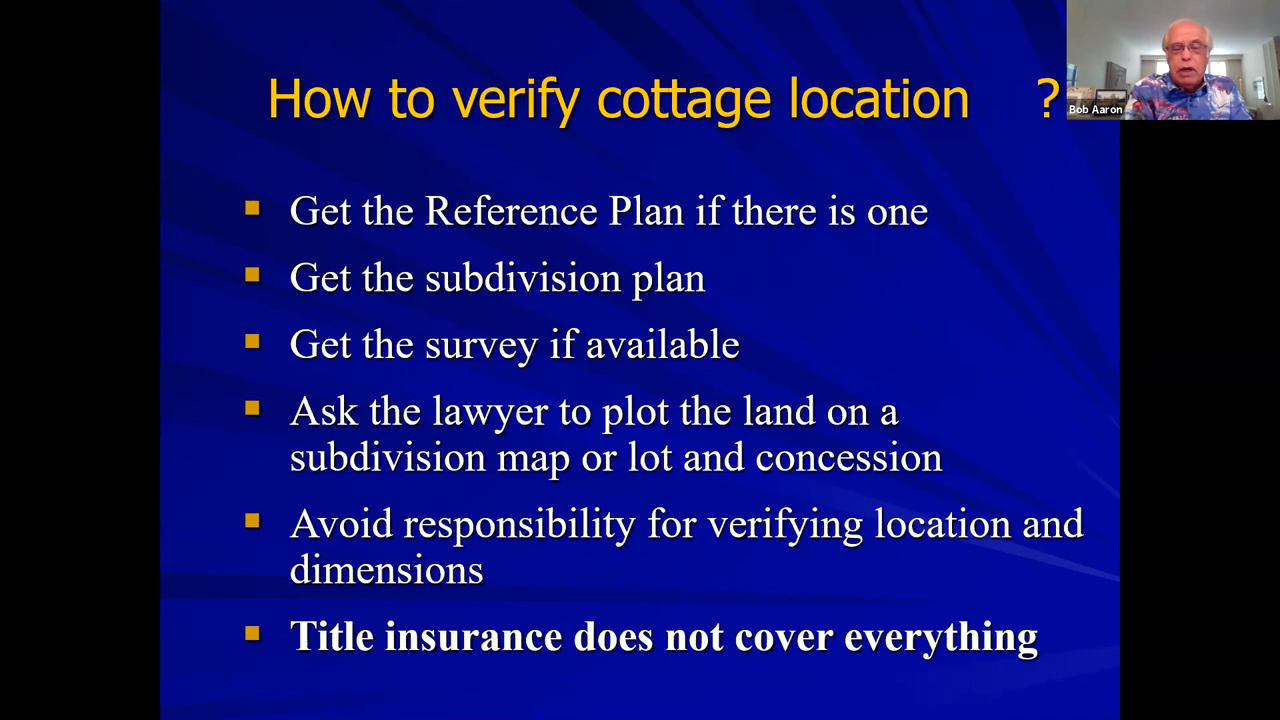 How to verify cottage location ?
Bob Aaron
Get the Reference Plan if there is one
Get the subdivision plan
Get the survey if available
Ask the lawyer to plot the land on a
subdivision map or lot and concession
Avoid responsibility for verifying location and
dimensions
Title insurance does not cover everything